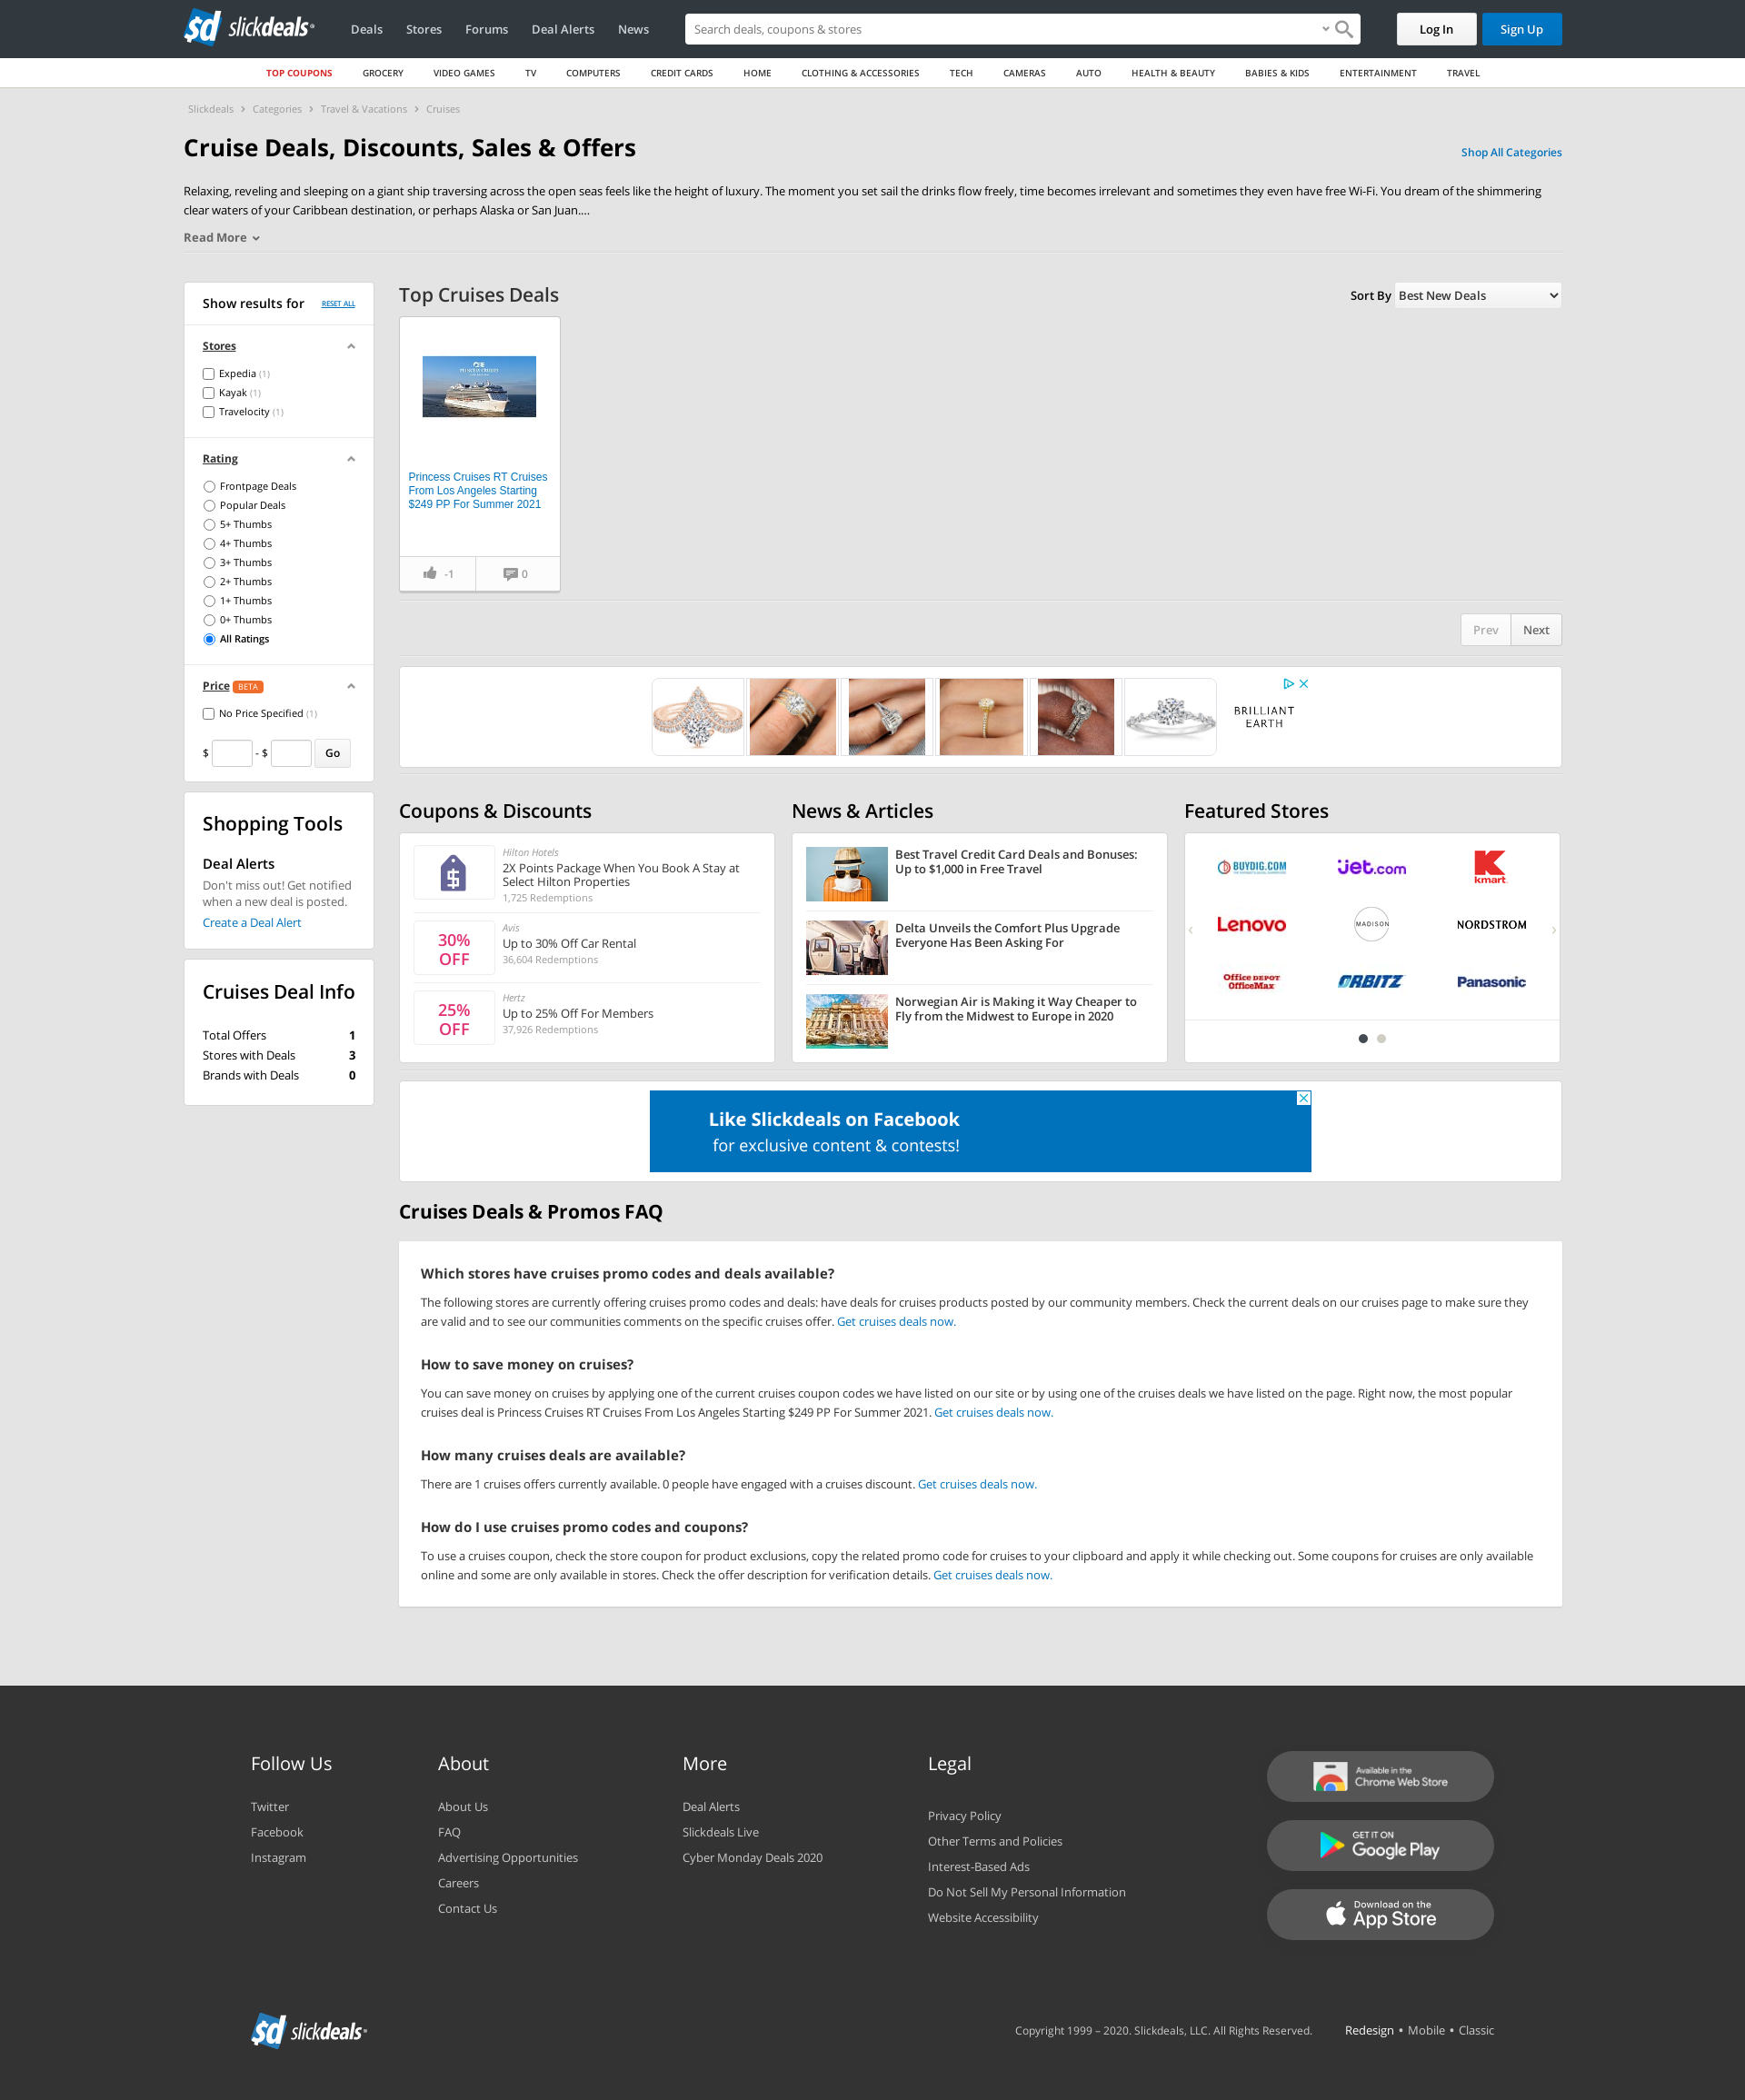 slickdeals
Deals Stores Forums Deal Alerts News
Search deals, coupons & stores
Log In Sign Up
TOP COUPONS GROCERY VIDEO GAMES TV COMPUTERS CREDIT CARDS HOME CLOTHING & ACCESSORIES TECH CAMERAS AUTO HEALTH & BEAUTY BABIES & KIDS ENTERTAINMENT TRAVEL
Slickdeals > Categories > Travel & Vacations > Cruises
Cruise Deals, Discounts, Sales & Offers
Shop All Categories
Relaxing, reveling and sleeping on a giant ship traversing across the open seas feels like the height of luxury. The moment you set sail the drinks flow freely, time becomes irrelevant and sometimes they even have free Wi-Fi. You dream of the shimmering
clear waters of your Caribbean destination, or perhaps Alaska or San Juan....
Read More
Show results for RESET ALL
Stores
Expedia (1)
Kayak (1)
Travelocity (1)
Rating
Frontpage Deals
Popular Deals
5+ Thumbs
4+ Thumbs
3+ Thumbs
2+ Thumbs
1+ Thumbs
0+ Thumbs
All Ratings
Price BETA
No Price Specified (1)
$ - $ Go
Shopping Tools
Deal Alerts
Don't miss out! Get notified
when a new deal is posted.
Create a Deal Alert
Cruises Deal Info
Total Offers 1
Stores with Deals 3
Brands with Deals 0
Top Cruises Deals
Sort By Best New Deals
PRINCESS CRUISES
Princess Cruises RT Cruises
From Los Angeles Starting
$249 PP For Summer 2021
-1 0
Prev Next
BRILLIANT
EARTH
Coupons & Discounts
Hilton Hotels
2X Points Package When You Book A Stay at
Select Hilton Properties
1,725 Redemptions
30%
OFF
Avis
Up to 30% Off Car Rental
36,604 Redemptions
25%
OFF
Hertz
Up to 25% Off For Members
37,926 Redemptions
News & Articles
Best Travel Credit Card Deals and Bonuses:
Up to $1,000 in Free Travel
Delta Unveils the Comfort Plus Upgrade
Everyone Has Been Asking For
Norwegian Air is Making it Way Cheaper to
Fly from the Midwest to Europe in 2020
Featured Stores
BUYDIG.COM jet.com kmart
Lenovo MADISON NORDSTROM
Office DEPOT
OfficeMax ORBITZ Panasonic
Like Slickdeals on Facebook
for exclusive content & contests!
Cruises Deals & Promos FAQ
Which stores have cruises promo codes and deals available?
The following stores are currently offering cruises promo codes and deals: have deals for cruises products posted by our community members. Check the current deals on our cruises page to make sure they
are valid and to see our communities comments on the specific cruises offer. Get cruises deals now.
How to save money on cruises?
You can save money on cruises by applying one of the current cruises coupon codes we have listed on our site or by using one of the cruises deals we have listed on the page. Right now, the most popular
cruises deal is Princess Cruises RT Cruises From Los Angeles Starting $249 PP For Summer 2021. Get cruises deals now.
How many cruises deals are available?
There are 1 cruises offers currently available. 0 people have engaged with a cruises discount. Get cruises deals now.
How do I use cruises promo codes and coupons?
To use a cruises coupon, check the store coupon for product exclusions, copy the related promo code for cruises to your clipboard and apply it while checking out. Some coupons for cruises are only available
online and some are only available in stores. Check the offer description for verification details. Get cruises deals now.
Follow Us
Twitter
Facebook
Instagram
About
About Us
FAQ
Advertising Opportunities
Careers
Contact Us
More
Deal Alerts
Slickdeals Live
Cyber Monday Deals 2020
Legal
Privacy Policy
Other Terms and Policies
Interest-Based Ads
Do Not Sell My Personal Information
Website Accessibility
Available in the
Chrome Web Store
GET IT ON
Google Play
Download on the
App Store
slickdeals
Copyright 1999 – 2020. Slickdeals, LLC. All Rights Reserved. Redesign • Mobile • Classic